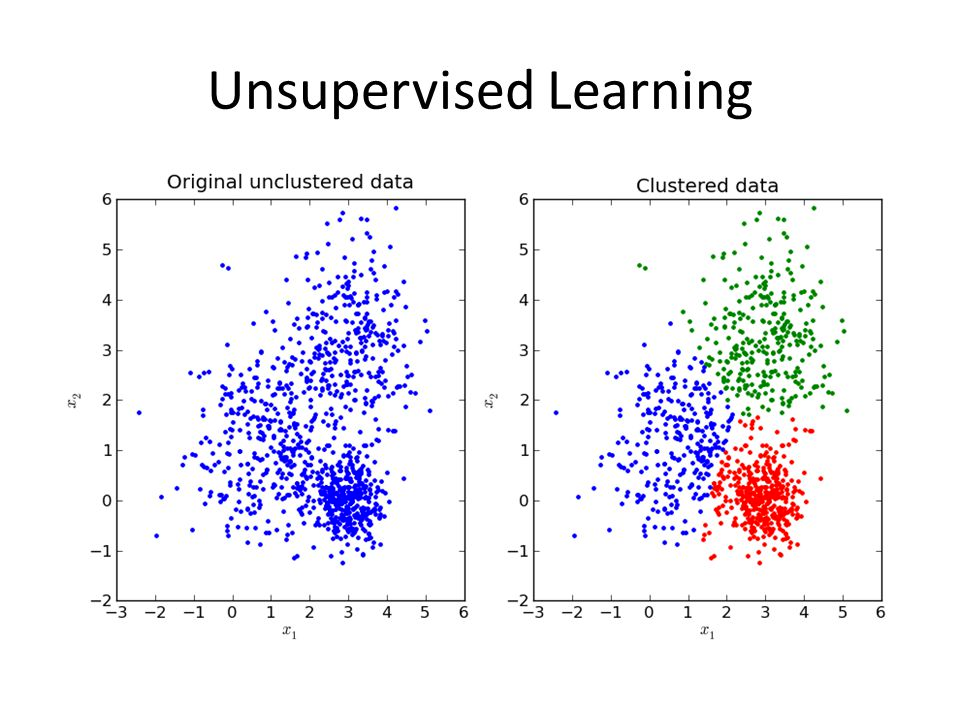 Unsupervised Learning
Original unclustered data
6
5
4
3
2
1
0
−1
−2
x₂
−3 −2 −1 0 1 2 3 4 5 6
x₁
Clustered data
6
5
4
3
2
1
0
−1
−2
x₂
−3 −2 −1 0 1 2 3 4 5 6
x₁